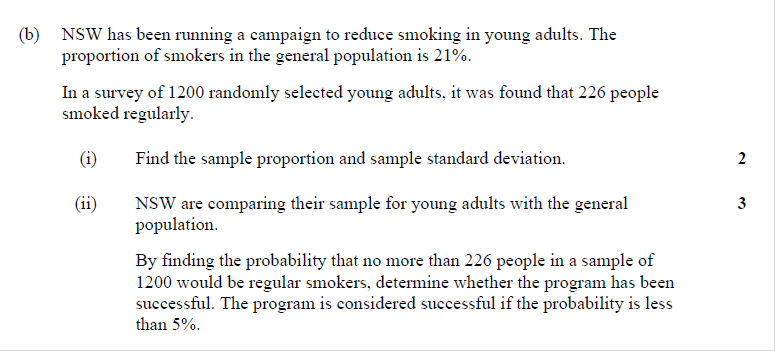 (b) NSW has been running a campaign to reduce smoking in young adults. The
proportion of smokers in the general population is 21%.
In a survey of 1200 randomly selected young adults, it was found that 226 people
smoked regularly.
(i) Find the sample proportion and sample standard deviation. 2
(ii) NSW are comparing their sample for young adults with the general 3
population.
By finding the probability that no more than 226 people in a sample of
1200 would be regular smokers, determine whether the program has been
successful. The program is considered successful if the probability is less
than 5%.